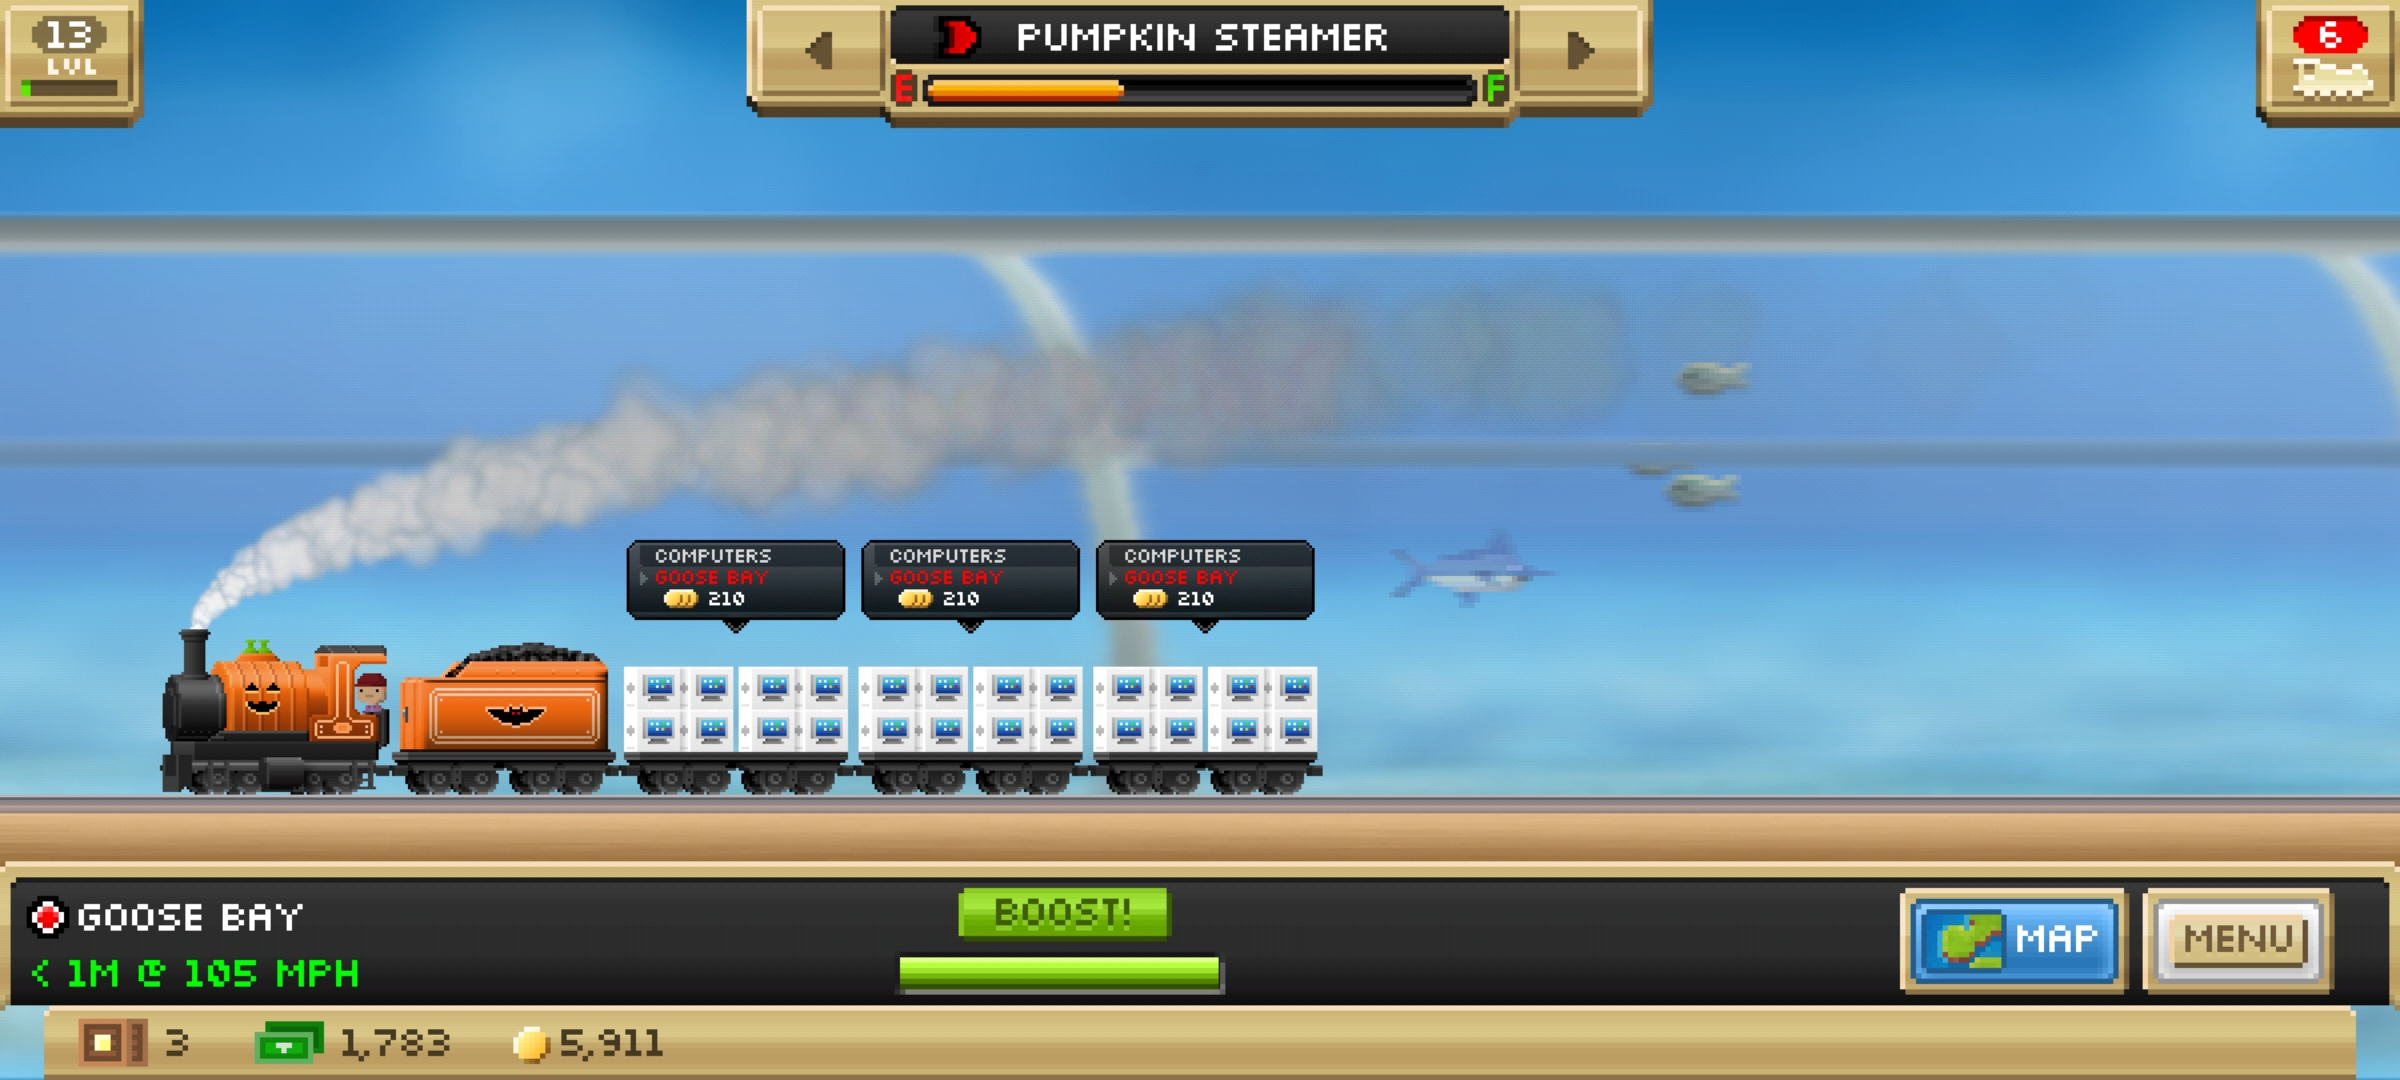 13
LVL
PUMPKIN STEAMER
E F
6
COMPUTERS
GOOSE BAY
210
COMPUTERS
GOOSE BAY
210
COMPUTERS
GOOSE BAY
210
GOOSE BAY
< 1M @ 105 MPH
BOOST!
MAP
MENU
3 1,783 5,911